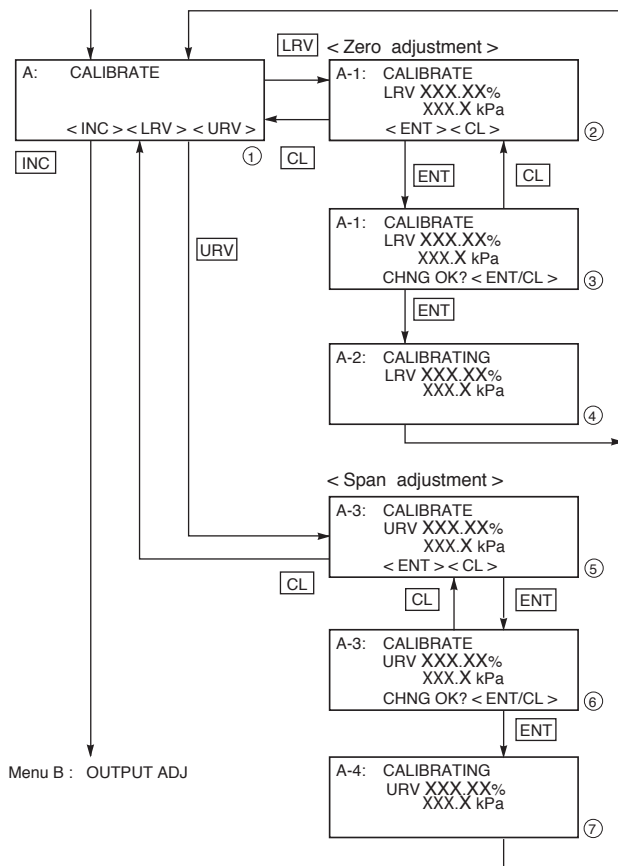 LRV < Zero adjustment >
A: CALIBRATE
< INC > < LRV > < URV >
①
INC
CL
A-1: CALIBRATE
LRV XXX.XX%
XXX.X kPa
< ENT > < CL >
②
ENT
CL
URV
A-1: CALIBRATE
LRV XXX.XX%
XXX.X kPa
CHNG OK? < ENT/CL >
③
ENT
A-2: CALIBRATING
LRV XXX.XX%
XXX.X kPa
④
< Span adjustment >
A-3: CALIBRATE
URV XXX.XX%
XXX.X kPa
< ENT > < CL >
⑤
CL
CL
ENT
A-3: CALIBRATE
URV XXX.XX%
XXX.X kPa
CHNG OK? < ENT/CL >
⑥
ENT
Menu B : OUTPUT ADJ
A-4: CALIBRATING
URV XXX.XX%
XXX.X kPa
⑦